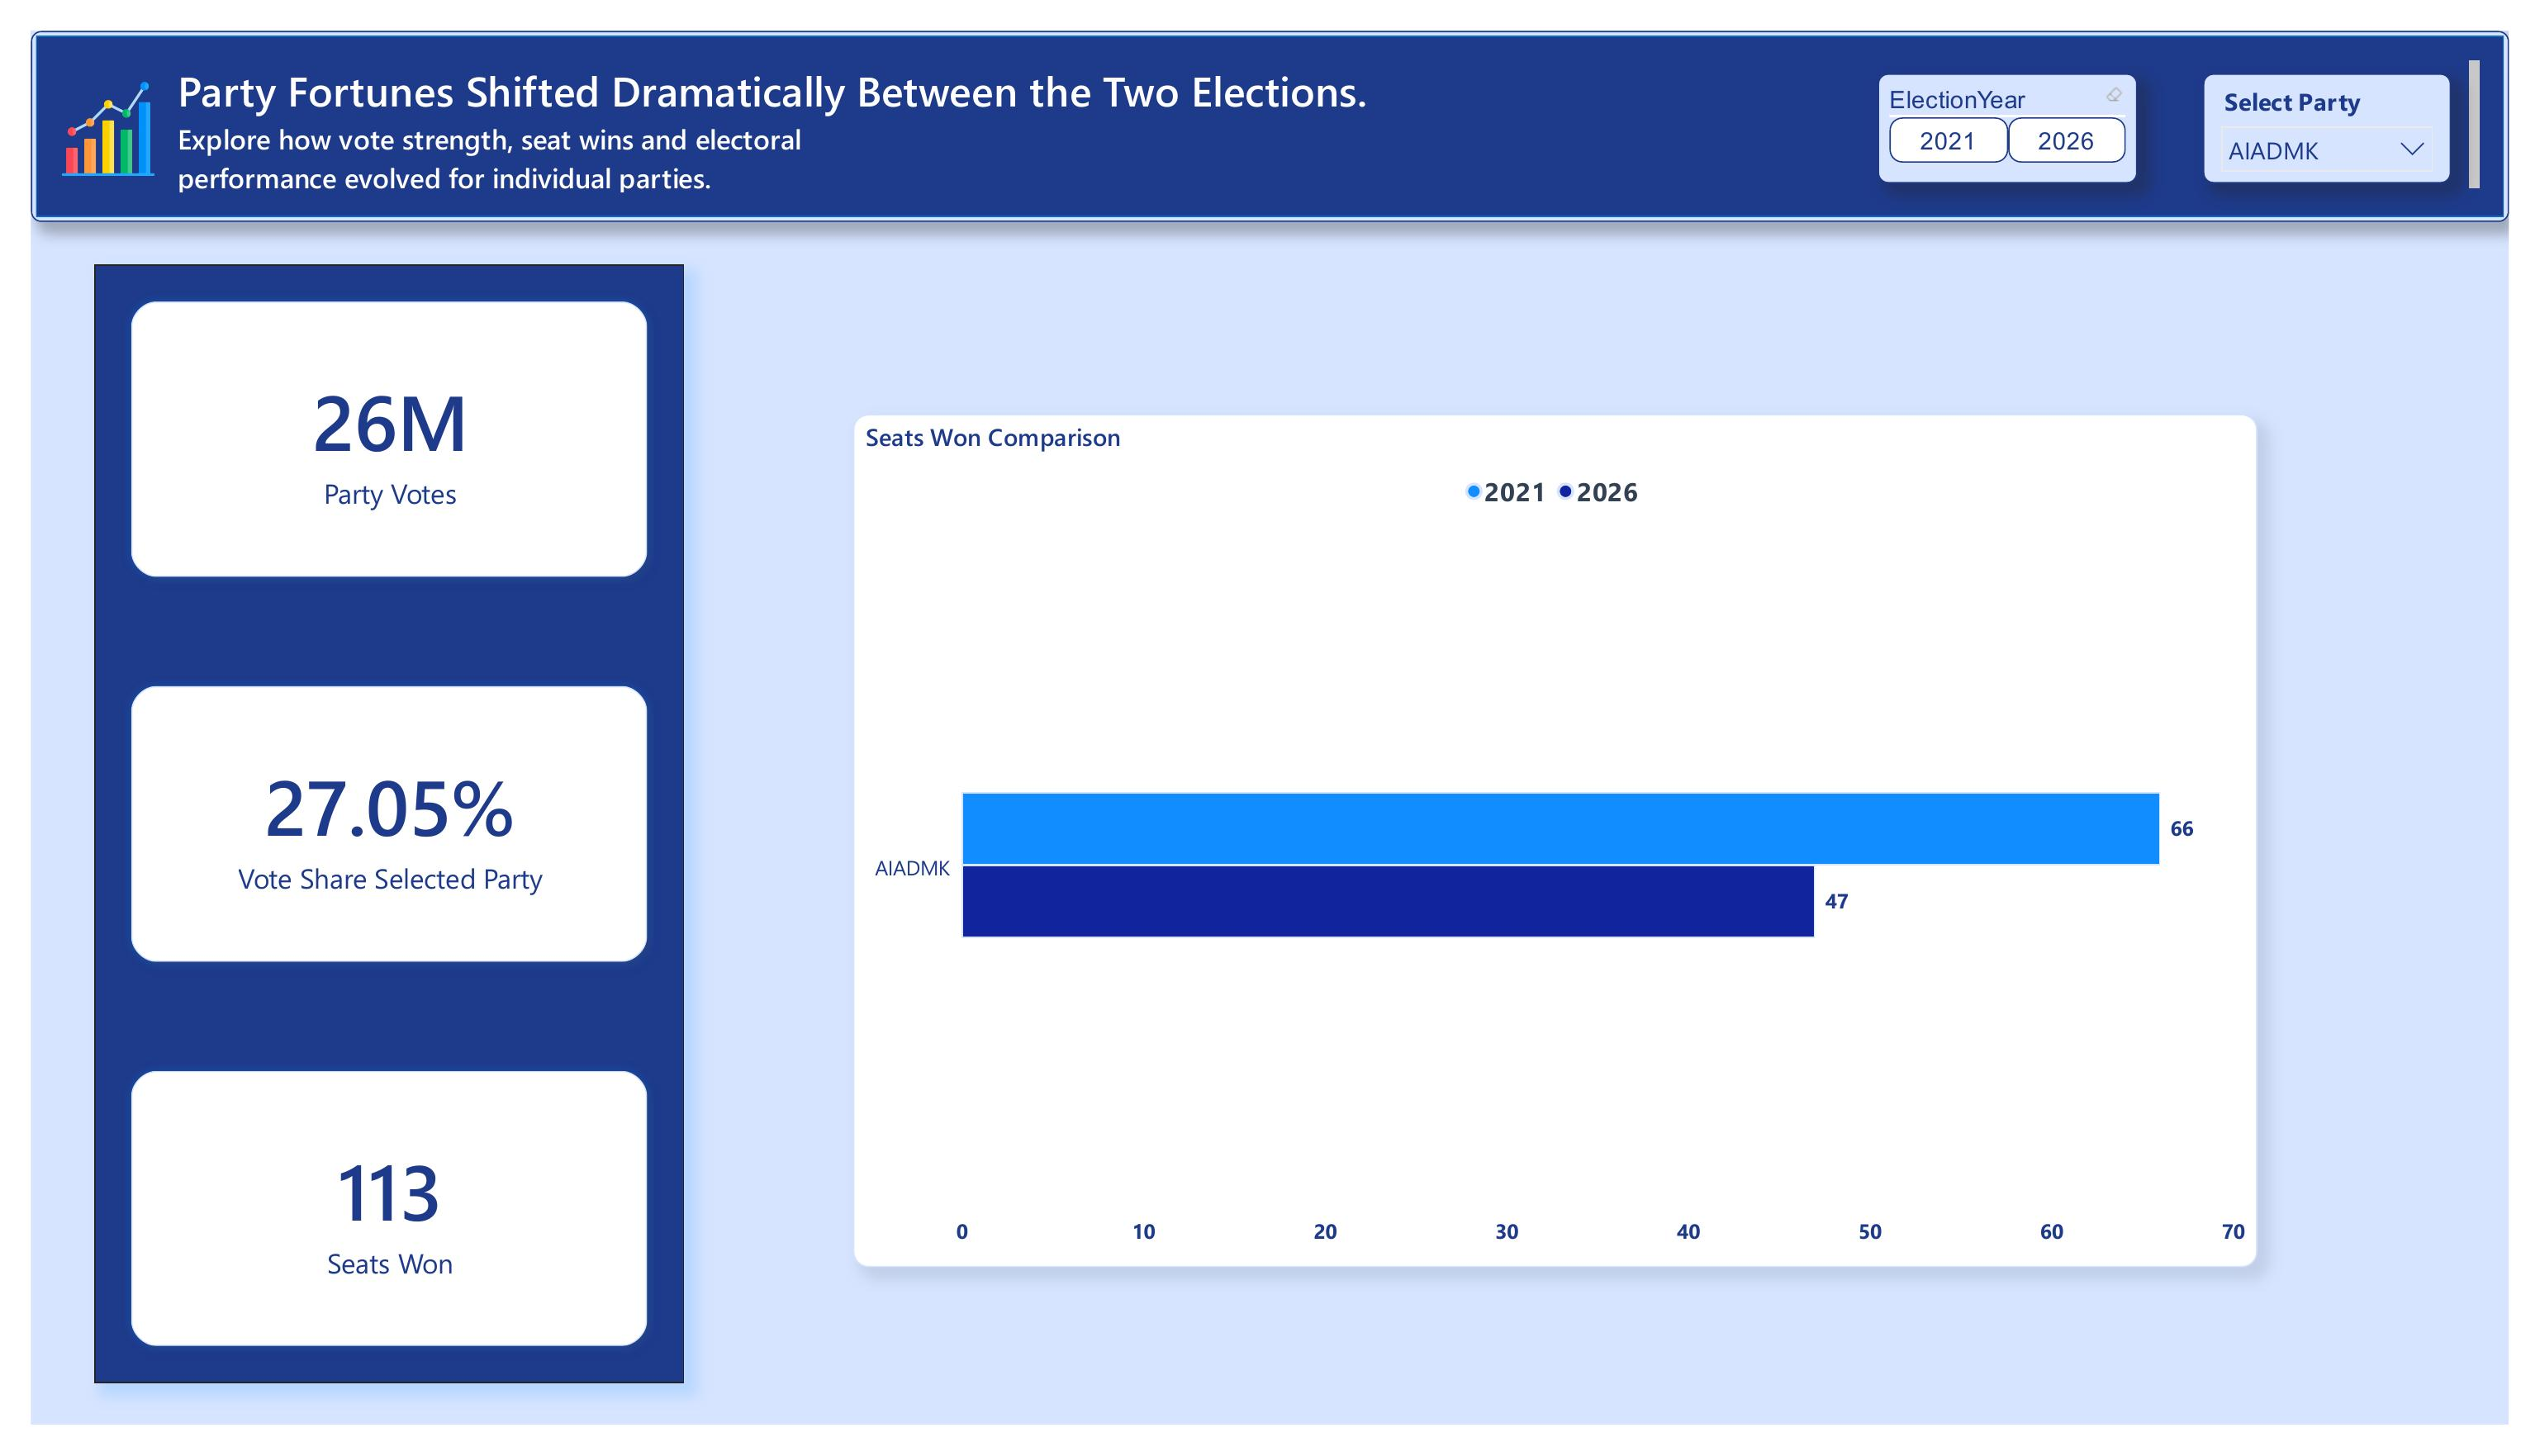 Party Fortunes Shifted Dramatically Between the Two Elections.
Explore how vote strength, seat wins and electoral
performance evolved for individual parties.
ElectionYear
2021 2026
Select Party
AIADMK
26M
Party Votes
27.05%
Vote Share Selected Party
113
Seats Won
Seats Won Comparison
2021 2026
66
AIADMK
47
0 10 20 30 40 50 60 70